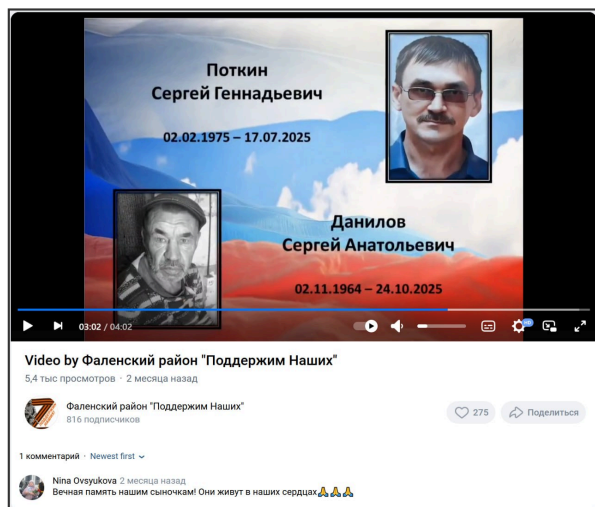 Поткин
Сергей Геннадьевич
02.02.1975 – 17.07.2025
Данилов
Сергей Анатольевич
02.11.1964 – 24.10.2025
03:02 / 04:02
Video by Фаленский район "Поддержим Наших"
5,4 тыс просмотров · 2 месяца назад
Фаленский район "Поддержим Наших"
816 подписчиков
275
Поделиться
1 комментарий · Newest first
Nina Ovsyukova 2 месяца назад
Вечная память нашим сыночкам! Они живут в наших сердцах🙏🙏🙏